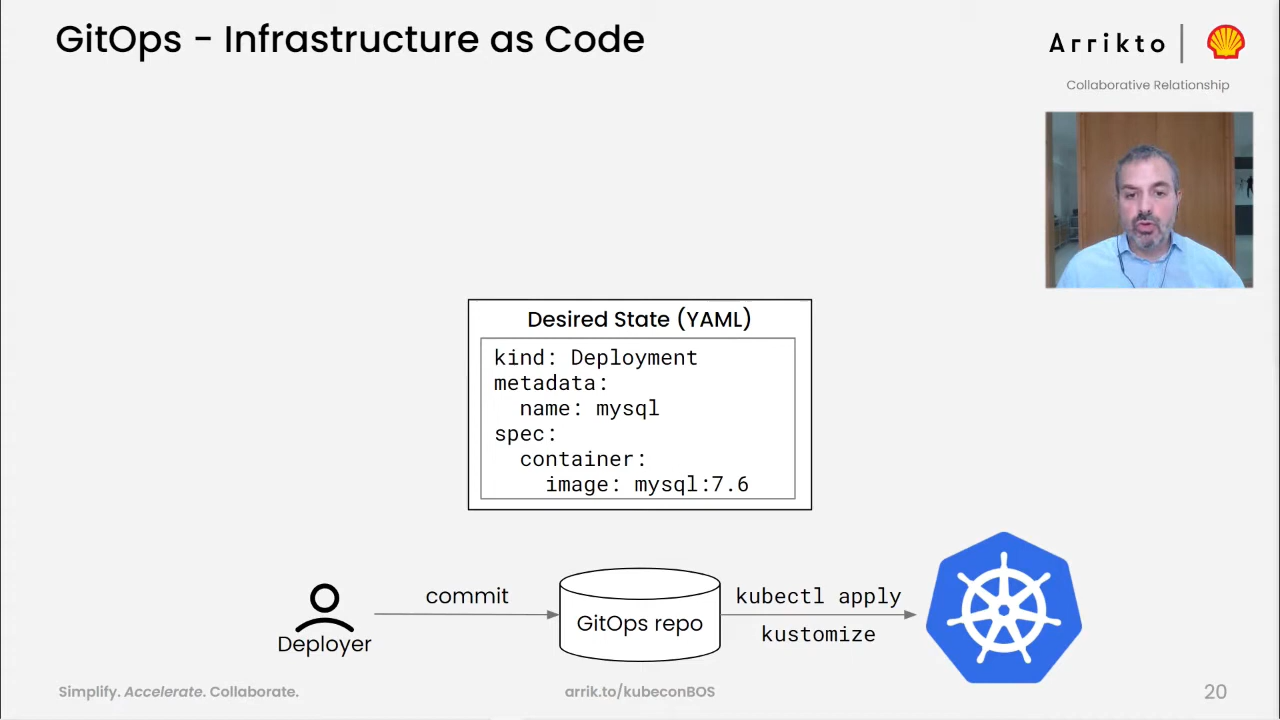 GitOps - Infrastructure as Code
Arrikto
Collaborative Relationship
Desired State (YAML)
kind: Deployment
metadata:
  name: mysql
spec:
  container:
    image: mysql:7.6
Deployer
commit
GitOps repo
kubectl apply
kustomize
Simplify. Accelerate. Collaborate.
arrik.to/kubeconBOS
20